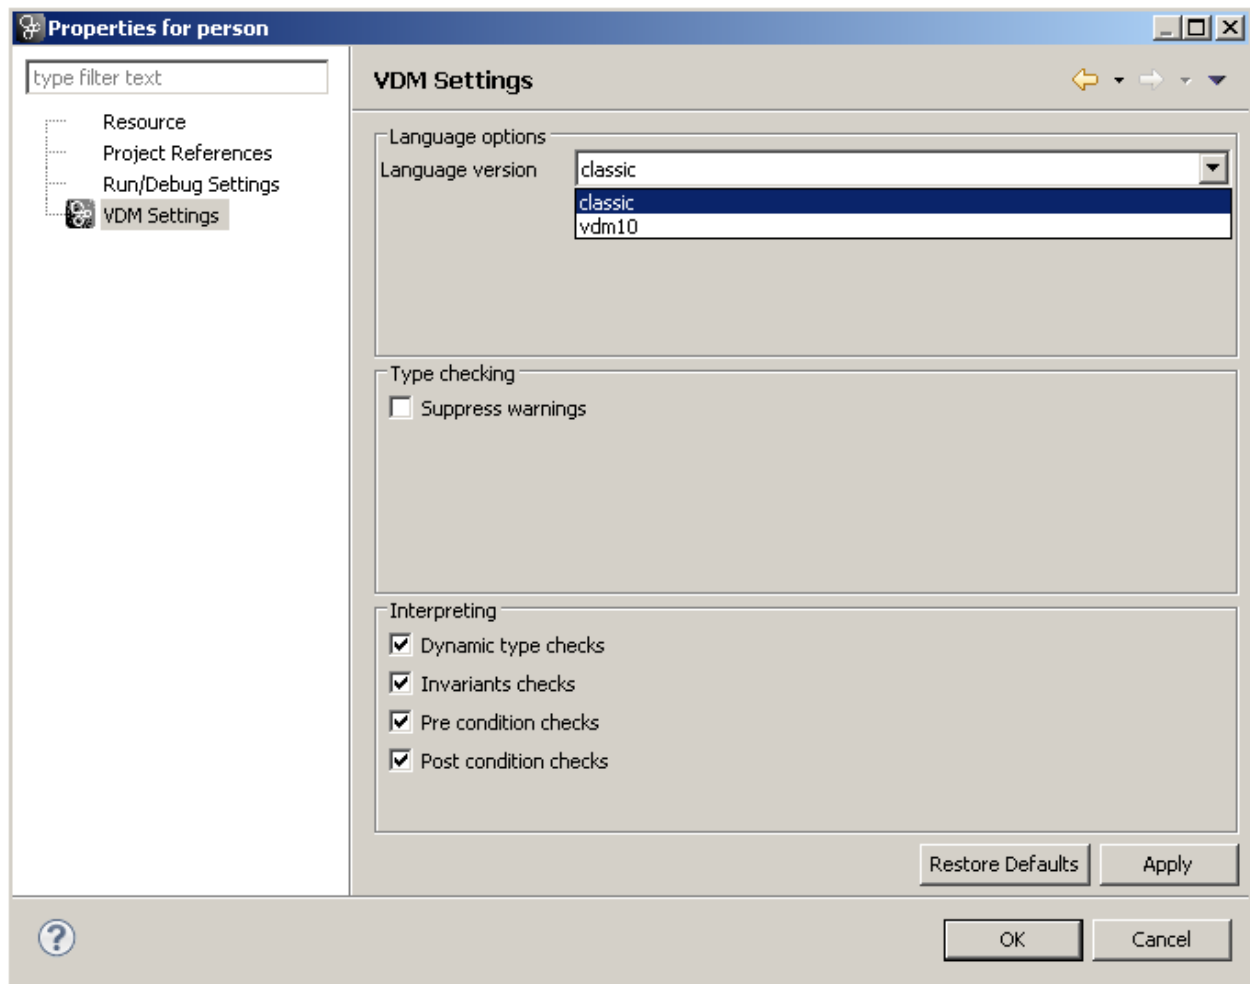 Properties for person
type filter text
Resource
Project References
Run/Debug Settings
VDM Settings
VDM Settings
Language options
Language version
classic
classic
vdm10
Type checking
Suppress warnings
Interpreting
Dynamic type checks
Invariants checks
Pre condition checks
Post condition checks
Restore Defaults
Apply
?
OK
Cancel